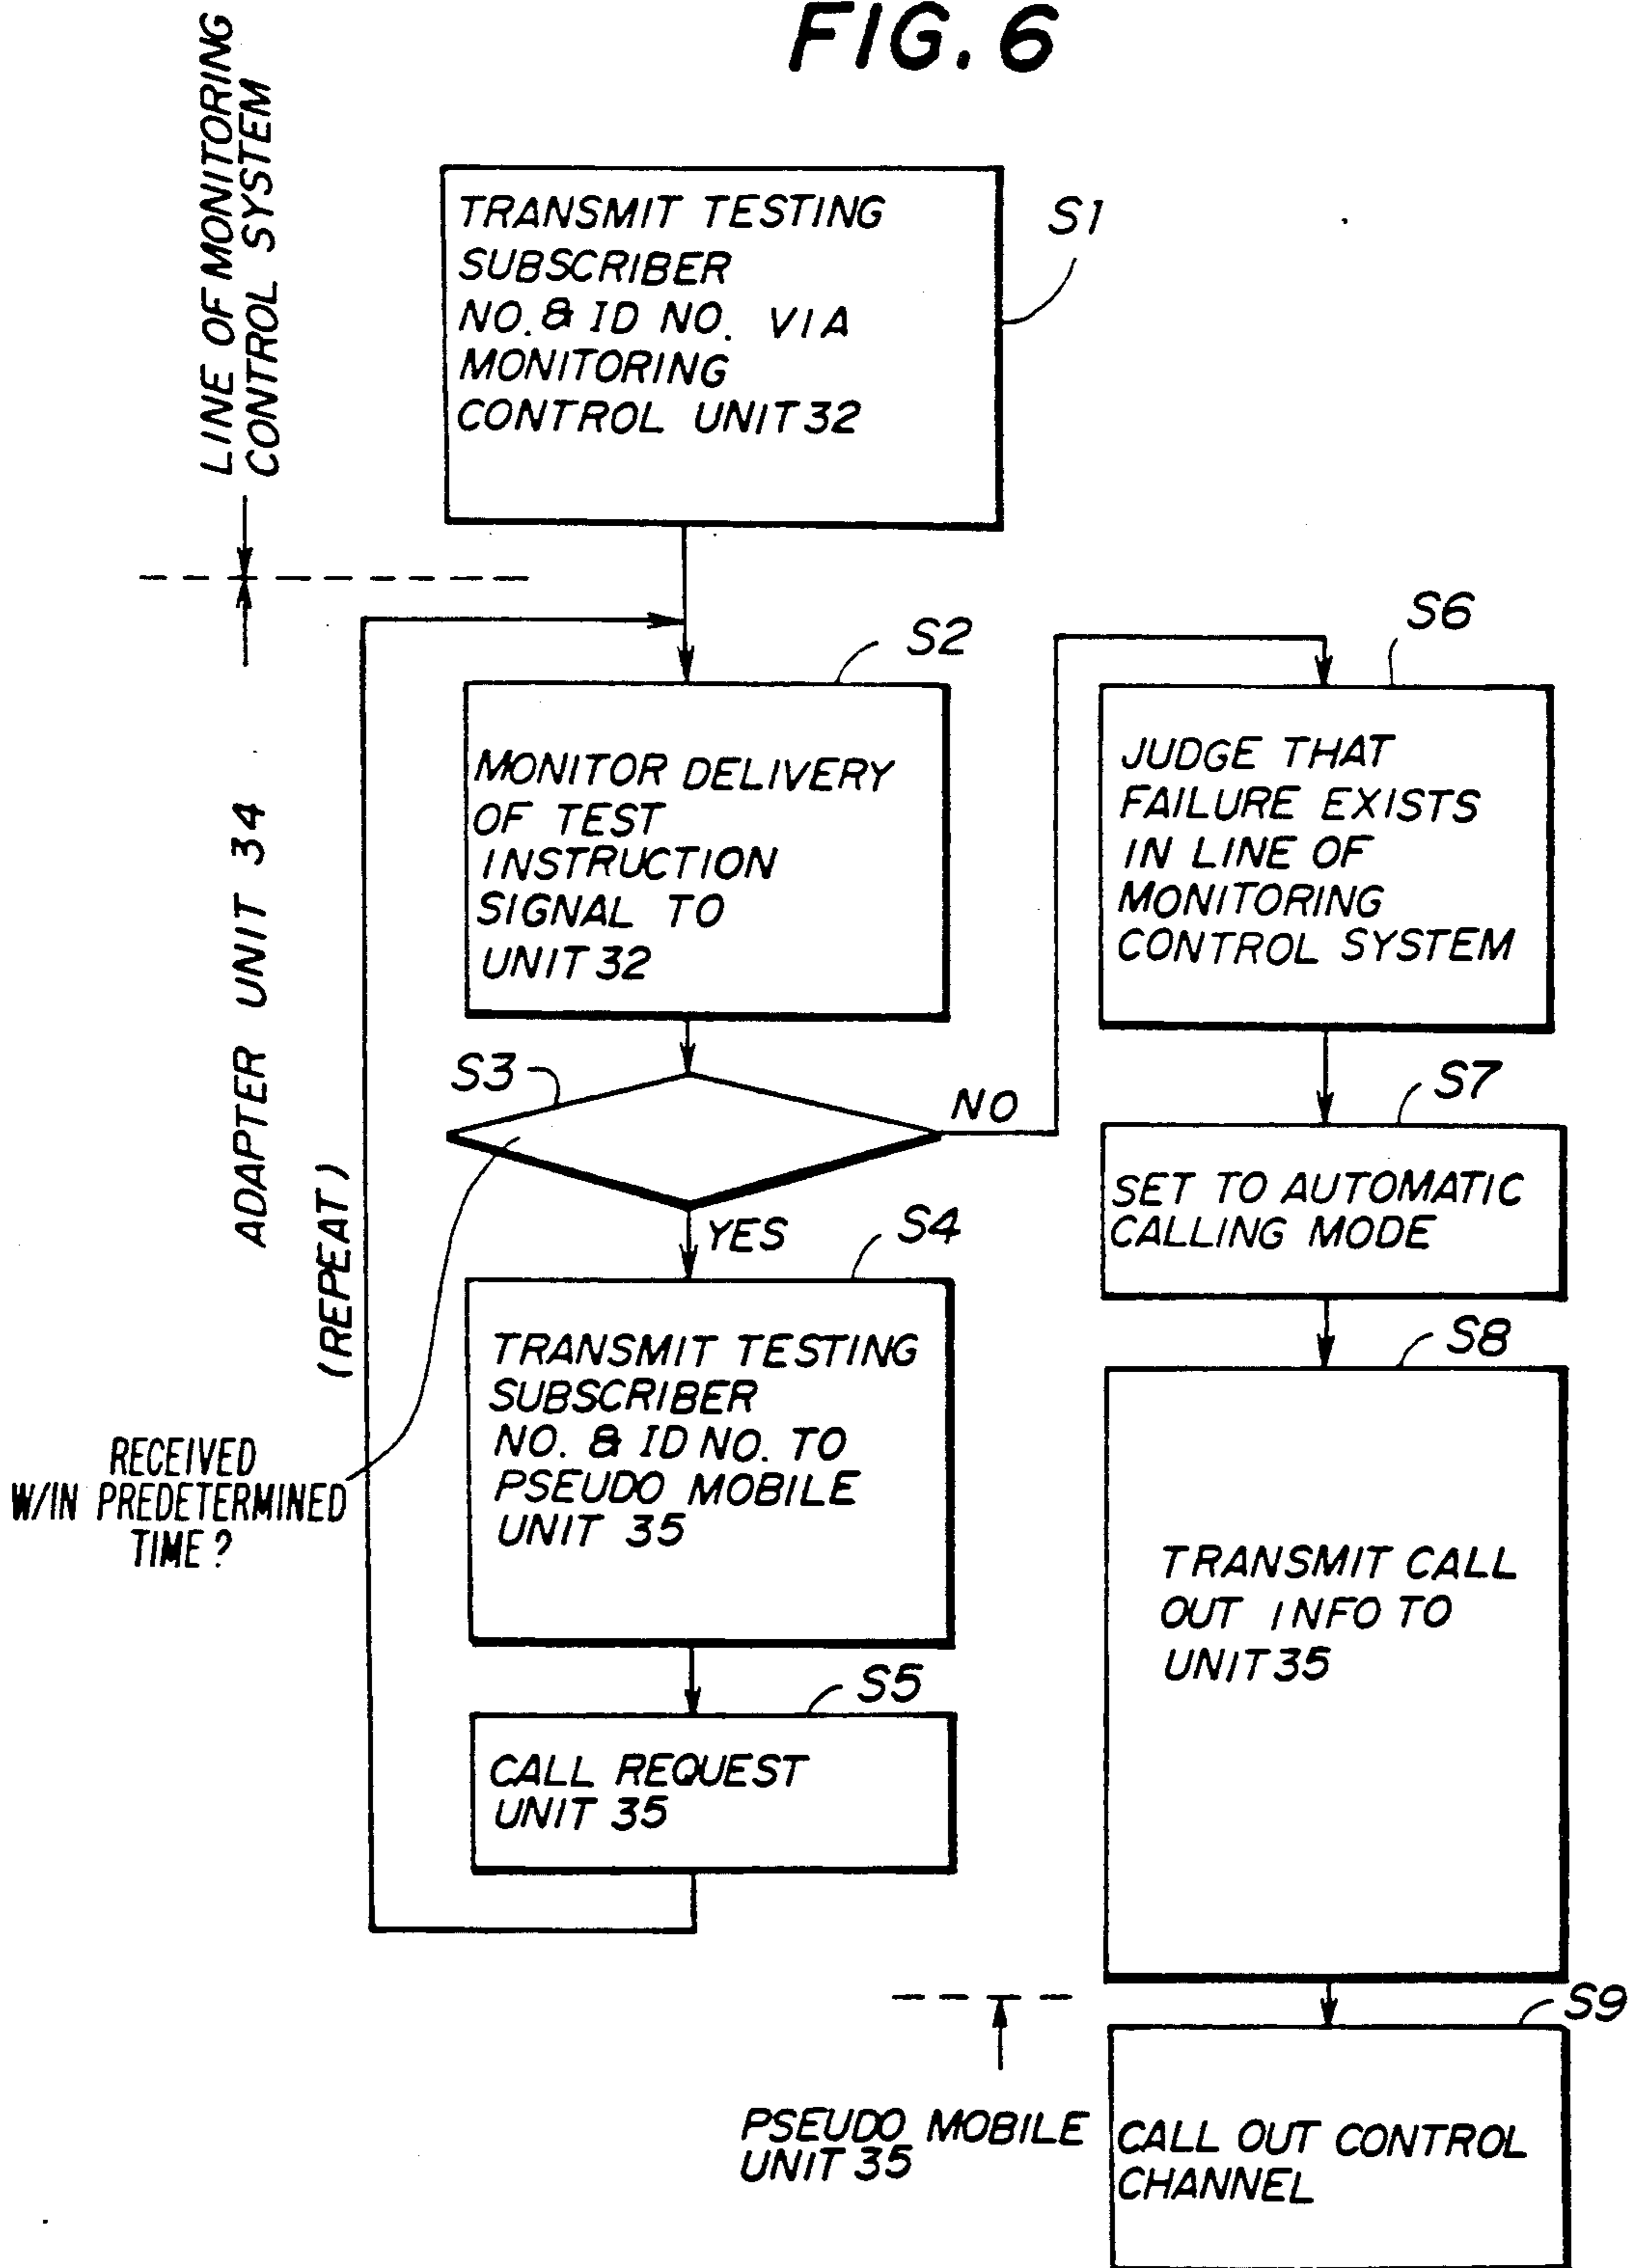 FIG. 6
LINE OF MONITORING
CONTROL SYSTEM
TRANSMIT TESTING
SUBSCRIBER
NO. & ID NO. VIA
MONITORING
CONTROL UNIT 32
S1
ADAPTER UNIT 34
(REPEAT)
S2
MONITOR DELIVERY
OF TEST
INSTRUCTION
SIGNAL TO
UNIT 32
S3
NO
YES
RECEIVED
W/IN PREDETERMINED
TIME?
S4
TRANSMIT TESTING
SUBSCRIBER
NO. & ID NO. TO
PSEUDO MOBILE
UNIT 35
S5
CALL REQUEST
UNIT 35
S6
JUDGE THAT
FAILURE EXISTS
IN LINE OF
MONITORING
CONTROL SYSTEM
S7
SET TO AUTOMATIC
CALLING MODE
S8
TRANSMIT CALL
OUT INFO TO
UNIT 35
S9
PSEUDO MOBILE
UNIT 35
CALL OUT CONTROL
CHANNEL